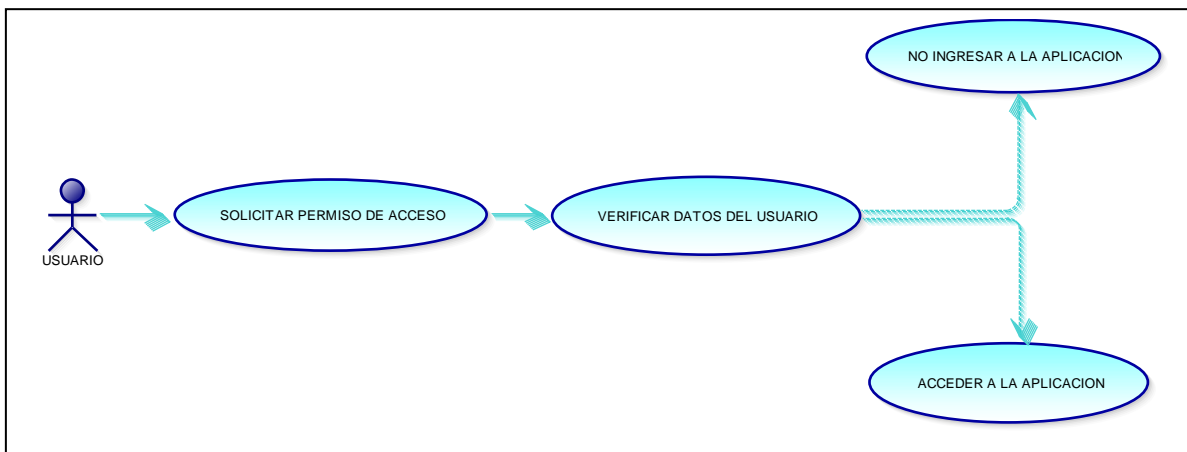 NO INGRESAR A LA APLICACION
SOLICITAR PERMISO DE ACCESO
VERIFICAR DATOS DEL USUARIO
USUARIO
ACCEDER A LA APLICACION